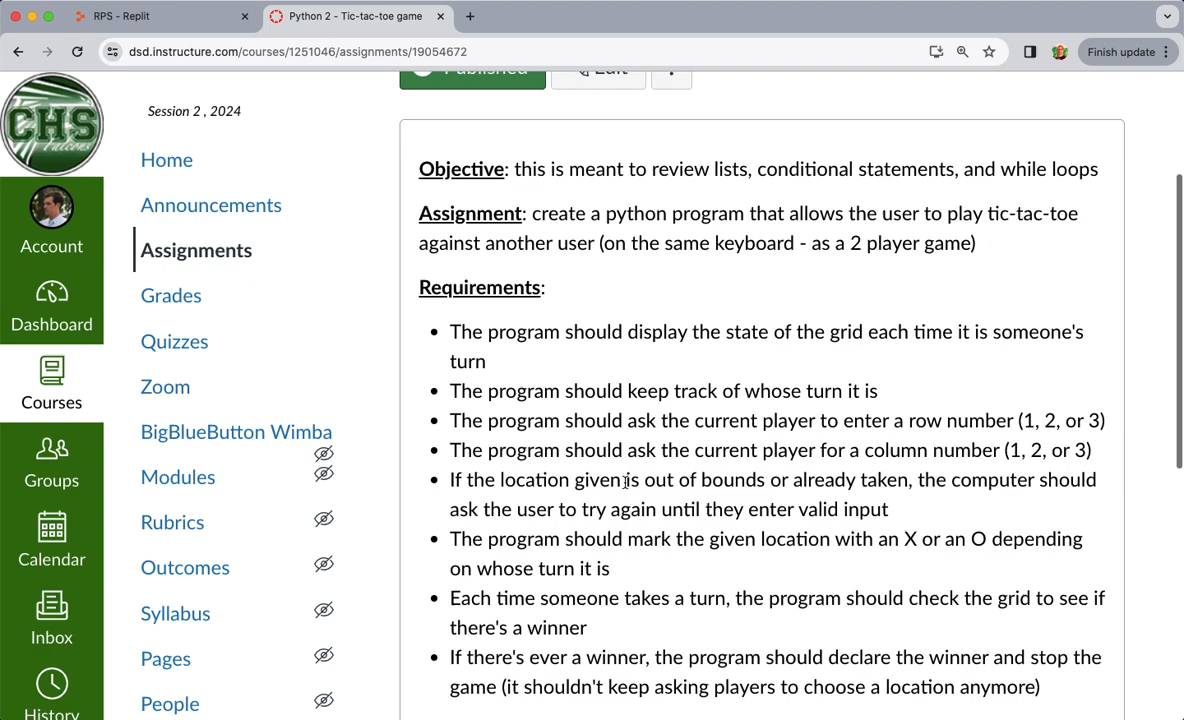 RPS - Replit
Python 2 - Tic-tac-toe game
dsd.instructure.com/courses/1251046/assignments/19054672
Finish update
CHS
Falcons
Account
Dashboard
Courses
Groups
Calendar
Inbox
History
Session 2 , 2024
Home
Announcements
Assignments
Grades
Quizzes
Zoom
BigBlueButton Wimba
Modules
Rubrics
Outcomes
Syllabus
Pages
People
Published
Edit
Objective: this is meant to review lists, conditional statements, and while loops
Assignment: create a python program that allows the user to play tic-tac-toe
against another user (on the same keyboard - as a 2 player game)
Requirements:
• The program should display the state of the grid each time it is someone's
turn
• The program should keep track of whose turn it is
• The program should ask the current player to enter a row number (1, 2, or 3)
• The program should ask the current player for a column number (1, 2, or 3)
• If the location given is out of bounds or already taken, the computer should
ask the user to try again until they enter valid input
• The program should mark the given location with an X or an O depending
on whose turn it is
• Each time someone takes a turn, the program should check the grid to see if
there's a winner
• If there's ever a winner, the program should declare the winner and stop the
game (it shouldn't keep asking players to choose a location anymore)